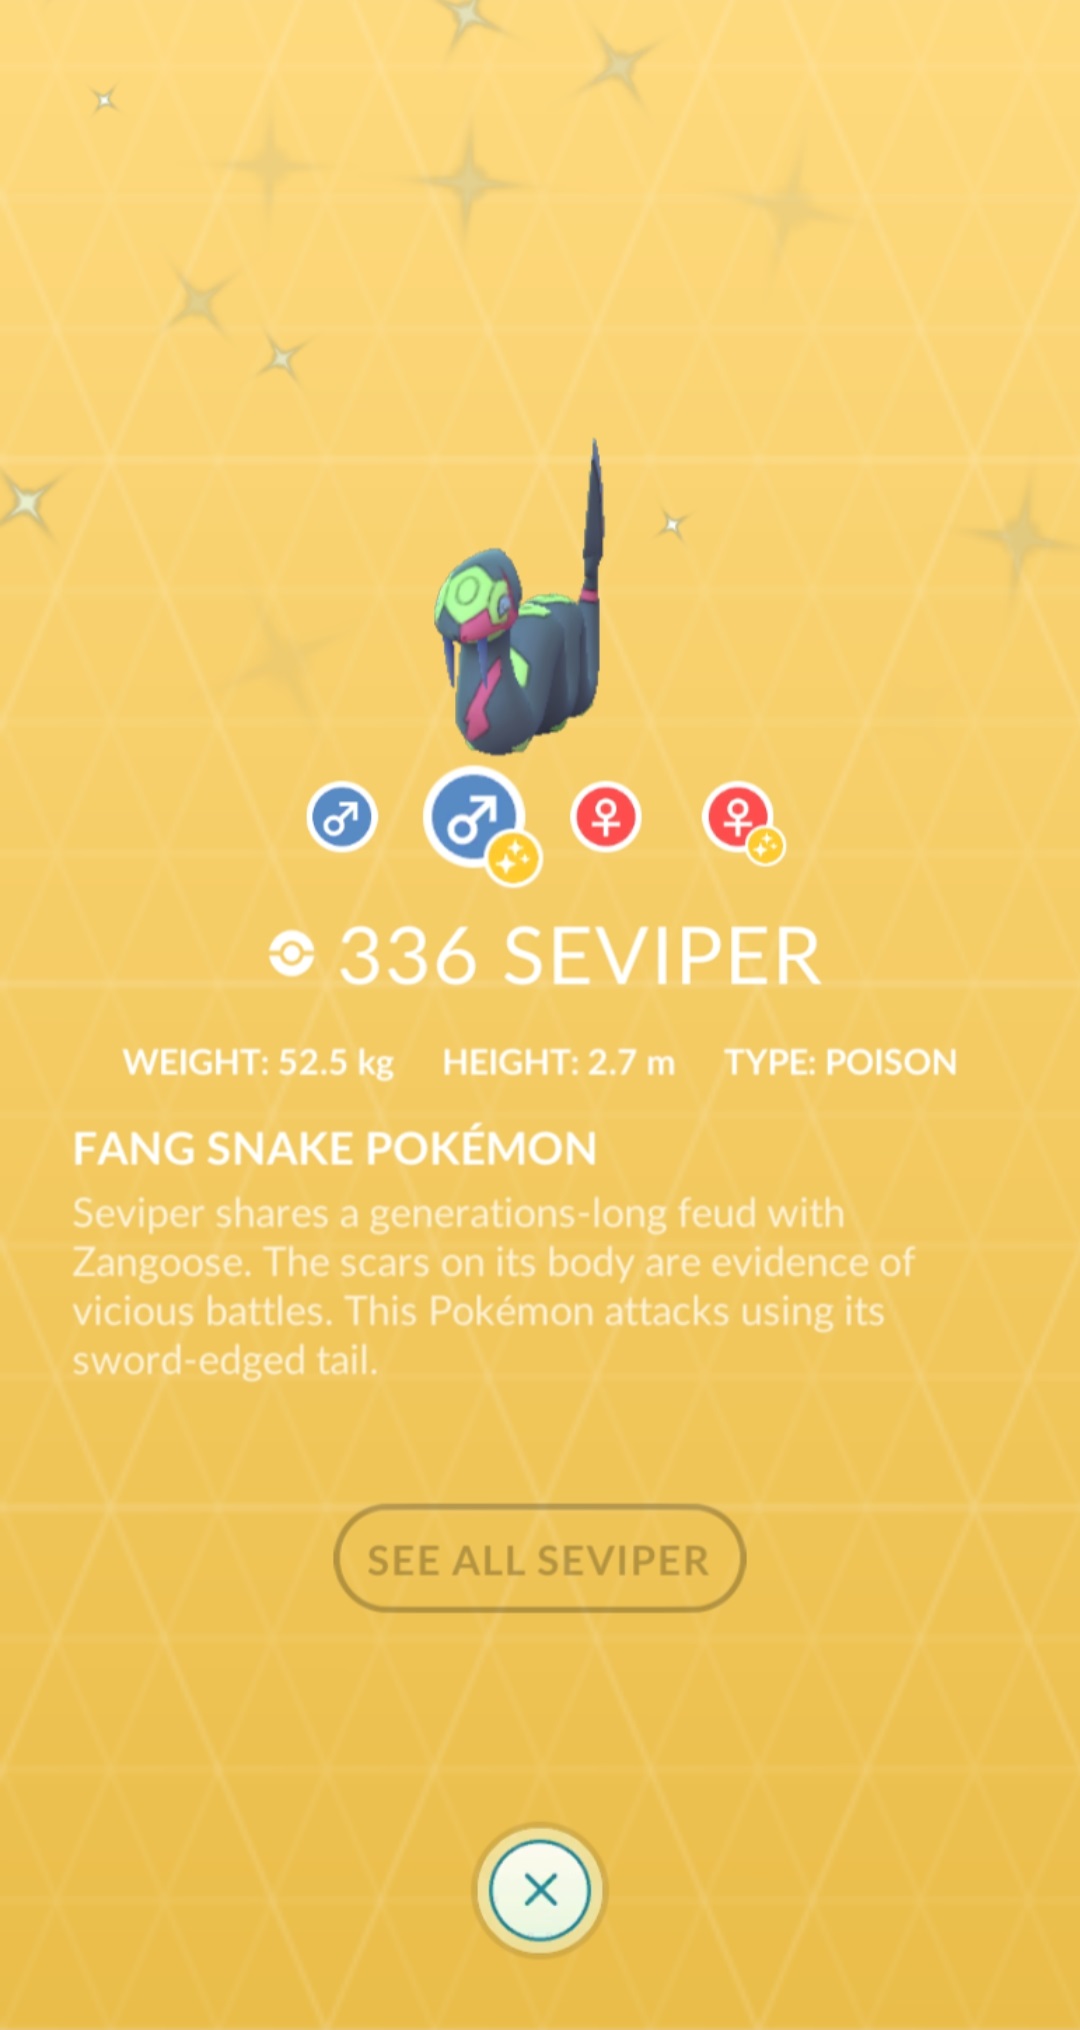 336 SEVIPER
WEIGHT: 52.5 kg HEIGHT: 2.7 m TYPE: POISON
FANG SNAKE POKÉMON
Seviper shares a generations-long feud with
Zangoose. The scars on its body are evidence of
vicious battles. This Pokémon attacks using its
sword-edged tail.
SEE ALL SEVIPER